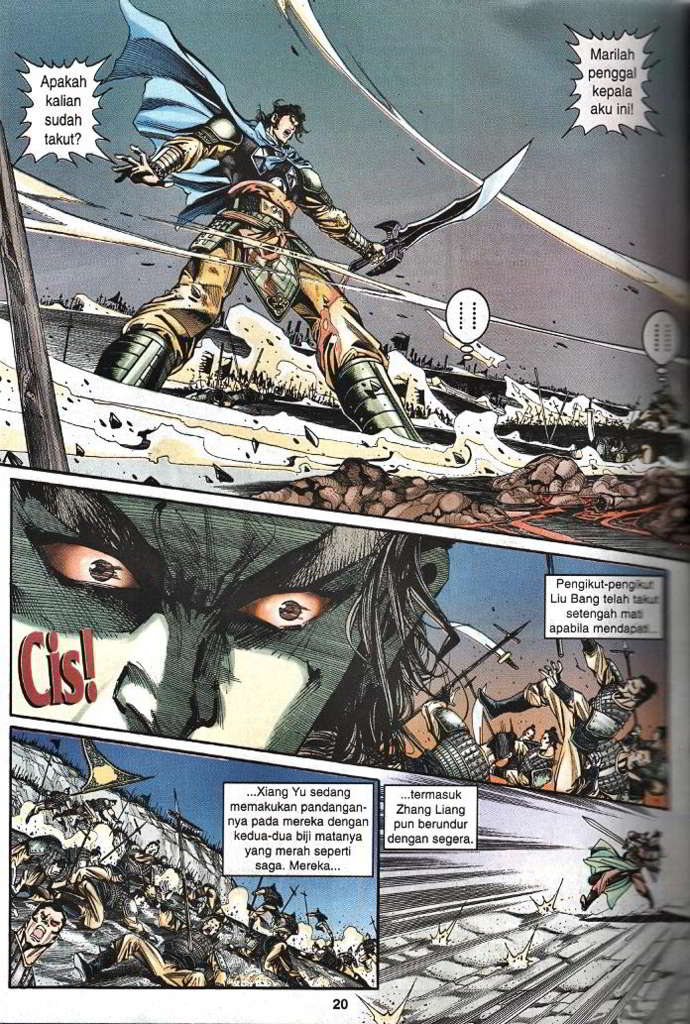 Apakah
kalian
sudah
takut?
Marilah
penggal
kepala
aku ini!
Cis!
Pengikut-pengikut
Liu Bang telah takut
setengah mati
apabila mendapati...
...Xiang Yu sedang
memakukan pandangan-
nya pada mereka dengan
kedua-dua biji matanya
yang merah seperti
saga. Mereka...
...termasuk
Zhang Liang
pun berundur
dengan segera.
20